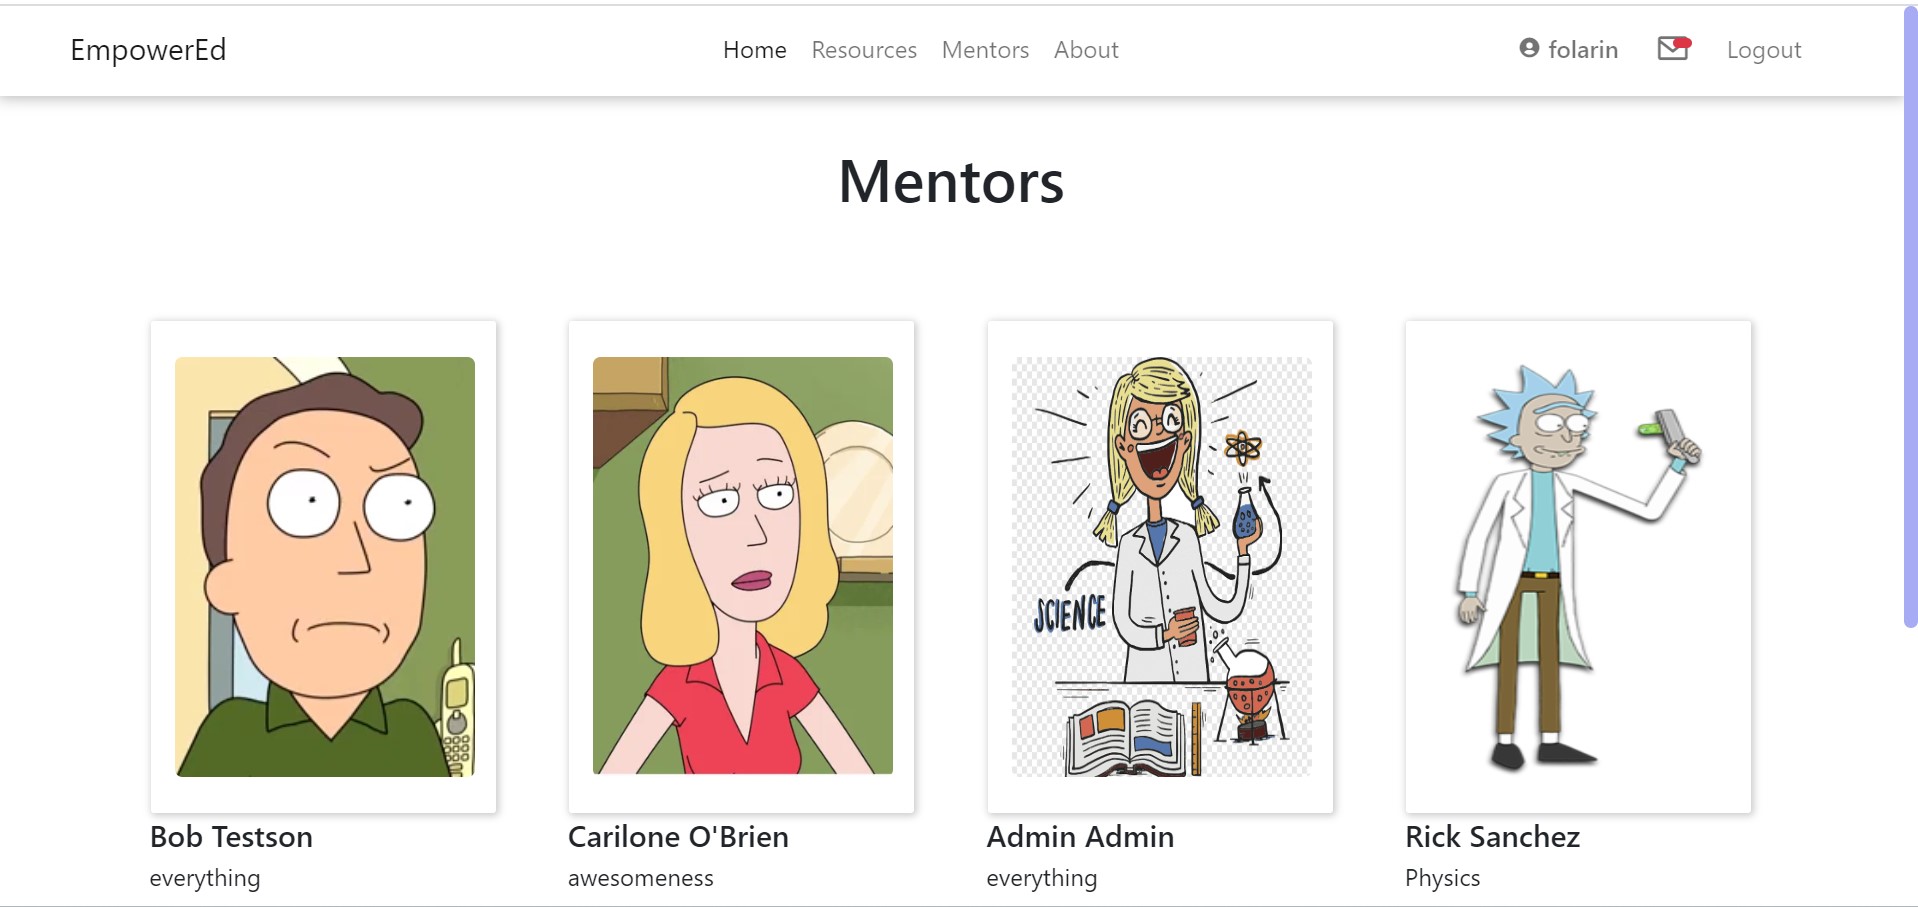 EmpowerEd
Home Resources Mentors About
folarin
Logout
Mentors
SCIENCE
Bob Testson
everything
Carilone O'Brien
awesomeness
Admin Admin
everything
Rick Sanchez
Physics